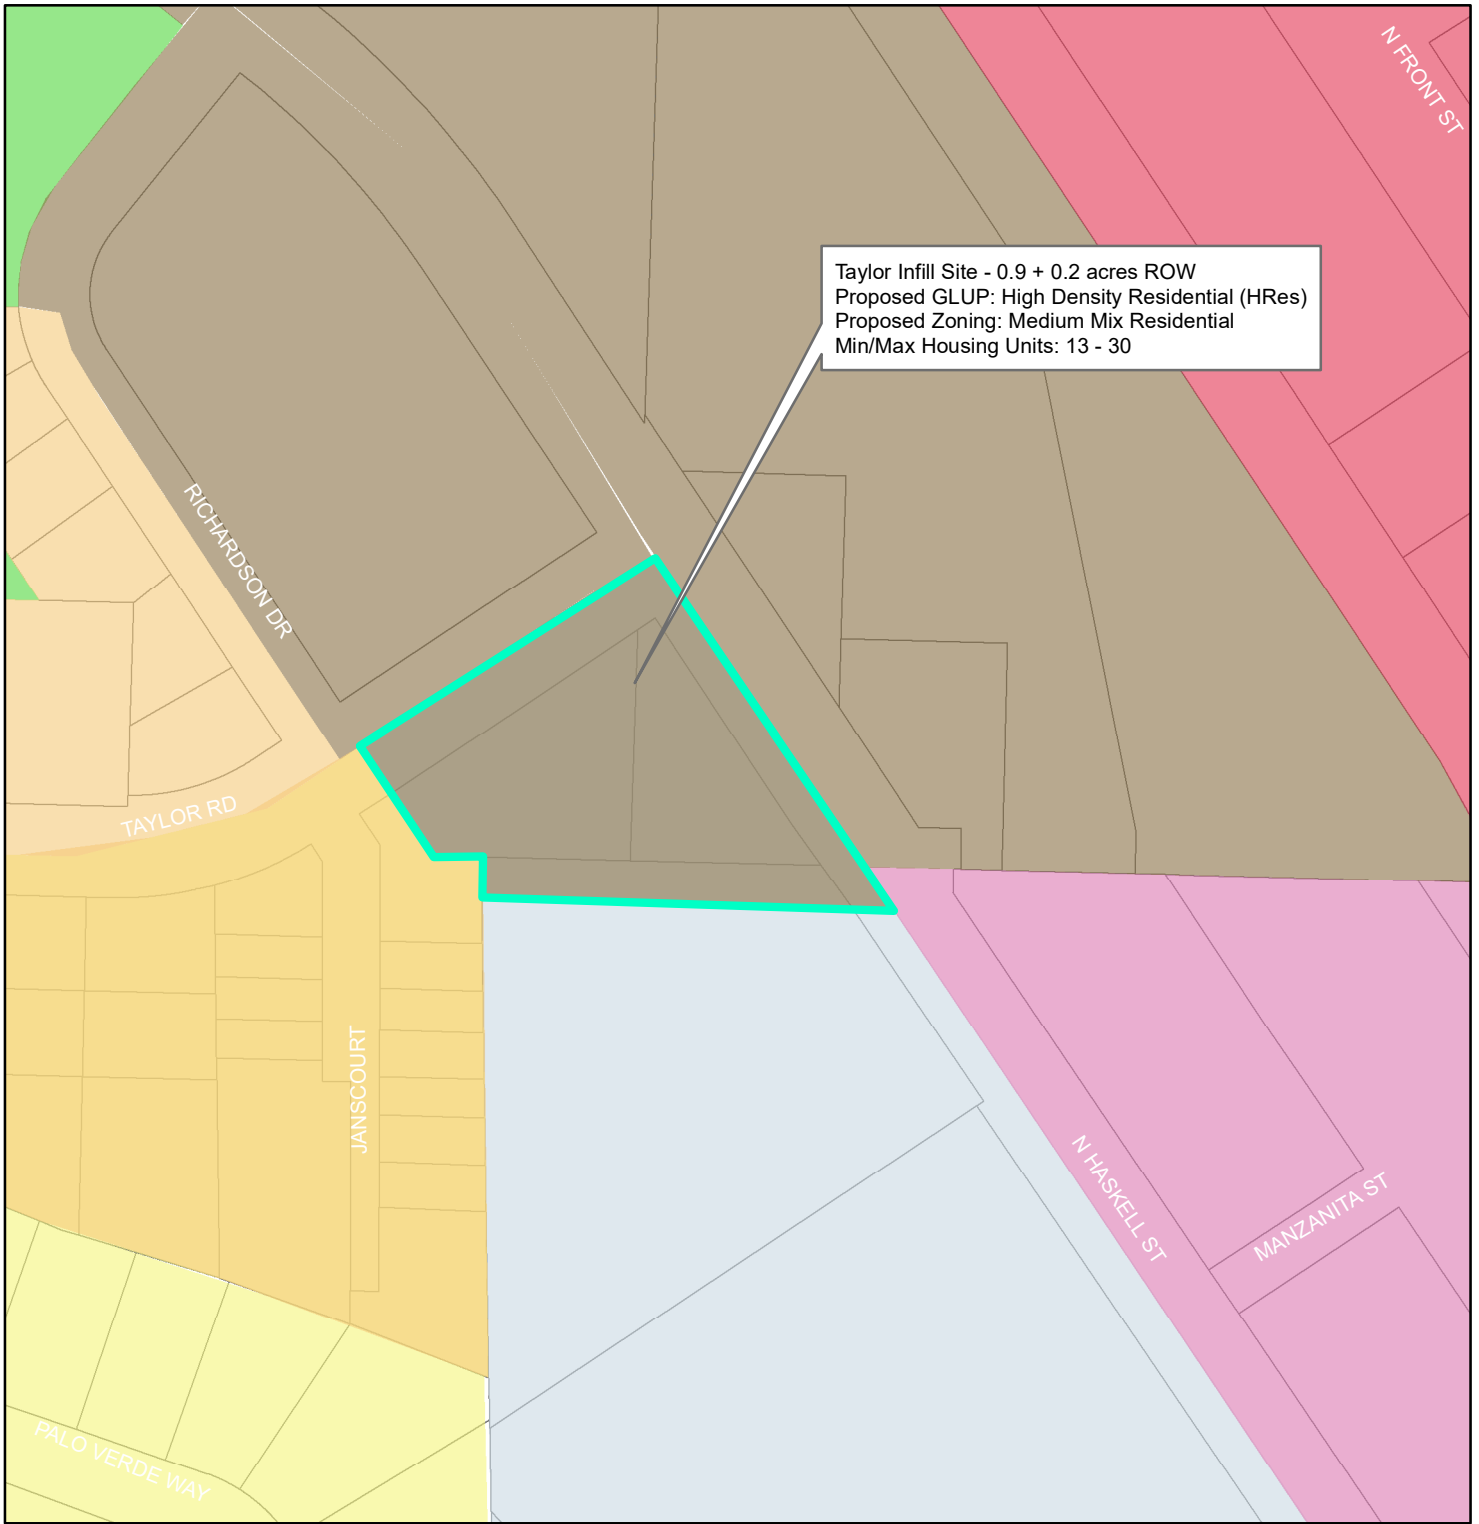 N FRONT ST
Taylor Infill Site - 0.9 + 0.2 acres ROW
Proposed GLUP: High Density Residential (HRes)
Proposed Zoning: Medium Mix Residential
Min/Max Housing Units: 13 - 30
RICHARDSON DR
TAYLOR RD
JANSCOURT
N HASKELL ST
MANZANITA ST
PALO VERDE WAY